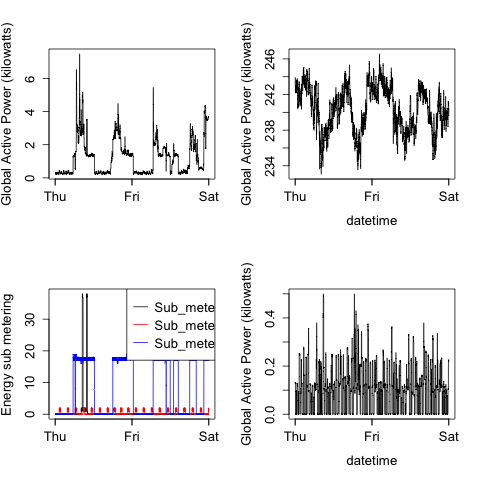 Global Active Power (kilowatts)
0 2 4 6
Thu Fri Sat
Global Active Power (kilowatts)
234 238 242 246
Thu Fri Sat
datetime
Energy sub metering
0 10 20 30
Thu Fri Sat
Sub_mete
Sub_mete
Sub_mete
Global Active Power (kilowatts)
0.0 0.2 0.4
Thu Fri Sat
datetime